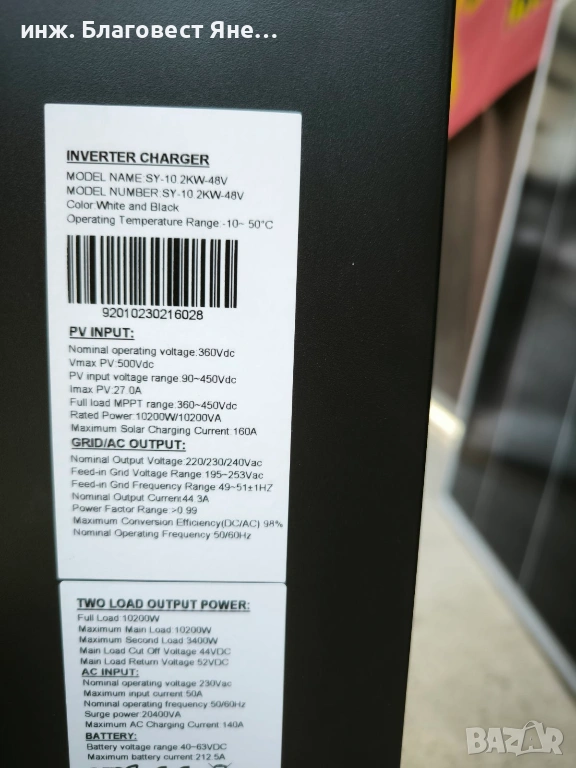 инж. Благовест Яне...
INVERTER CHARGER
MODEL NAME:SY-10.2KW-48V
MODEL NUMBER:SY-10.2KW-48V
Color:White and Black
Operating Temperature Range -10~ 50°C
92010230216028
PV INPUT:
Nominal operating voltage:360Vdc
Vmax PV:500Vdc
PV input voltage range:90~450Vdc
Imax PV:27.0A
Full load MPPT range:360~450Vdc
Rated Power:10200W/10200VA
Maximum Solar Charging Current:160A
GRID/AC OUTPUT:
Nominal Output Voltage:220/230/240Vac
Feed-in Grid Voltage Range:195~253Vac
Feed-in Grid Frequency Range:49~51±1HZ
Nominal Output Current:44.3A
Power Factor Range >0.99
Maximum Conversion Efficiency(DC/AC) 98%
Nominal Operating Frequency 50/60Hz
TWO LOAD OUTPUT POWER:
Full Load:10200W
Maximum Main Load:10200W
Maximum Second Load:3400W
Main Load Cut Off Voltage:44VDC
Main Load Return Voltage:52VDC
AC INPUT:
Nominal operating voltage:230Vac
Maximum input current:50A
Nominal operating frequency:50/60Hz
Surge power:20400VA
Maximum AC Charging Current:140A
BATTERY:
Battery voltage range:40~63VDC
Maximum battery current:212.5A
BAZAR